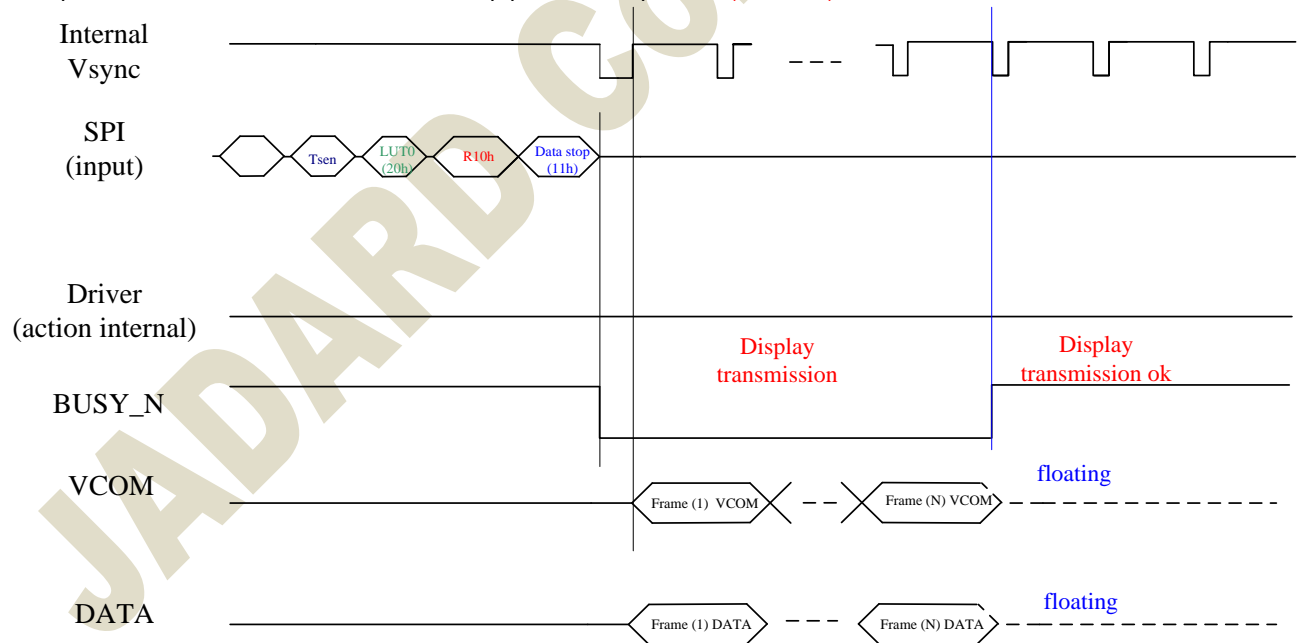 Internal
Vsync
SPI
(input)
Tsen
LUT0
(20h)
R10h
Data stop
(11h)
Driver
(action internal)
Display
transmission
Display
transmission ok
BUSY_N
VCOM
Frame (1) VCOM
Frame (N) VCOM
floating
DATA
Frame (1) DATA
Frame (N) DATA
floating
JADARD